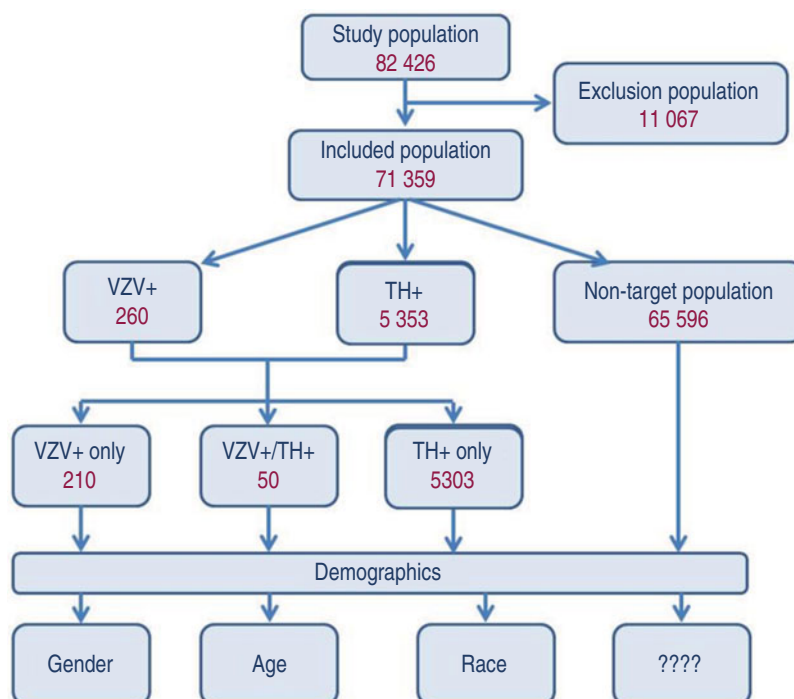 Study population
82 426
Exclusion population
11 067
Included population
71 359
VZV+
260
TH+
5 353
Non-target population
65 596
VZV+ only
210
VZV+/TH+
50
TH+ only
5303
Demographics
Gender
Age
Race
????